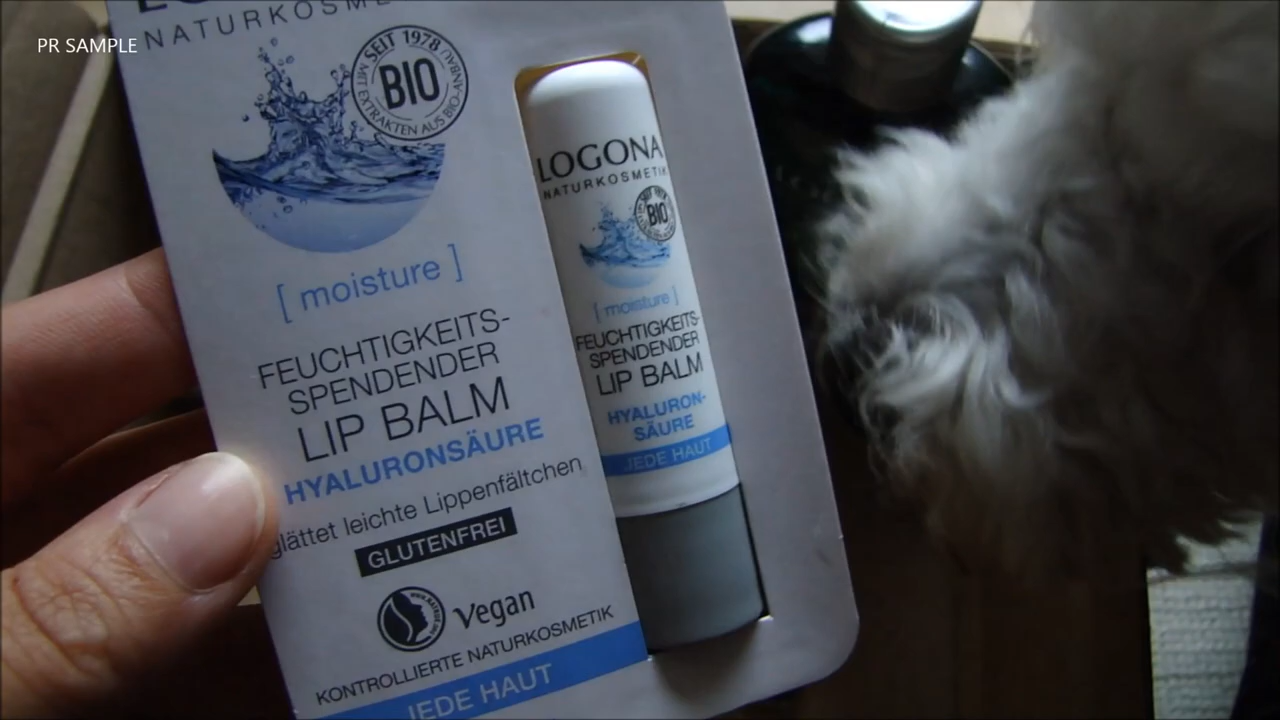 PR SAMPLE
NATURKOSME
SEIT 1978
BIO
MIT EXTRAKTEN AUS BIO-ANBAU
[ moisture ]
FEUCHTIGKEITS-
SPENDENDER
LIP BALM
HYALURONSÄURE
glättet leichte Lippenfältchen
GLUTENFREI
vegan
KONTROLLIERTE NATURKOSMETIK
JEDE HAUT
LOGONA
NATURKOSMETIK
SEIT 1978
BIO
[ moisture ]
FEUCHTIGKEITS-
SPENDENDER
LIP BALM
HYALURON-
SÄURE
JEDE HAUT